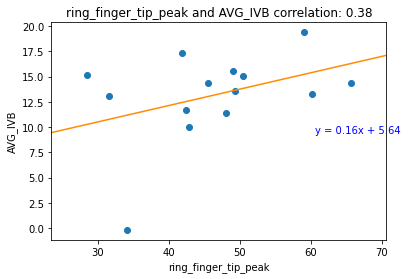 ring_finger_tip_peak and AVG_IVB correlation: 0.38
20.0
17.5
15.0
12.5
10.0
7.5
5.0
2.5
0.0
AVG_IVB
y = 0.16x + 5.64
30 40 50 60 70
ring_finger_tip_peak